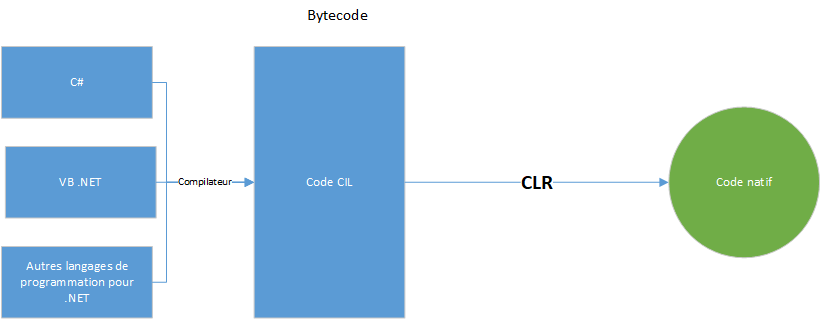 Bytecode
C#
VB .NET
Autres langages de
programmation pour
.NET
Compilateur
Code CIL
CLR
Code natif